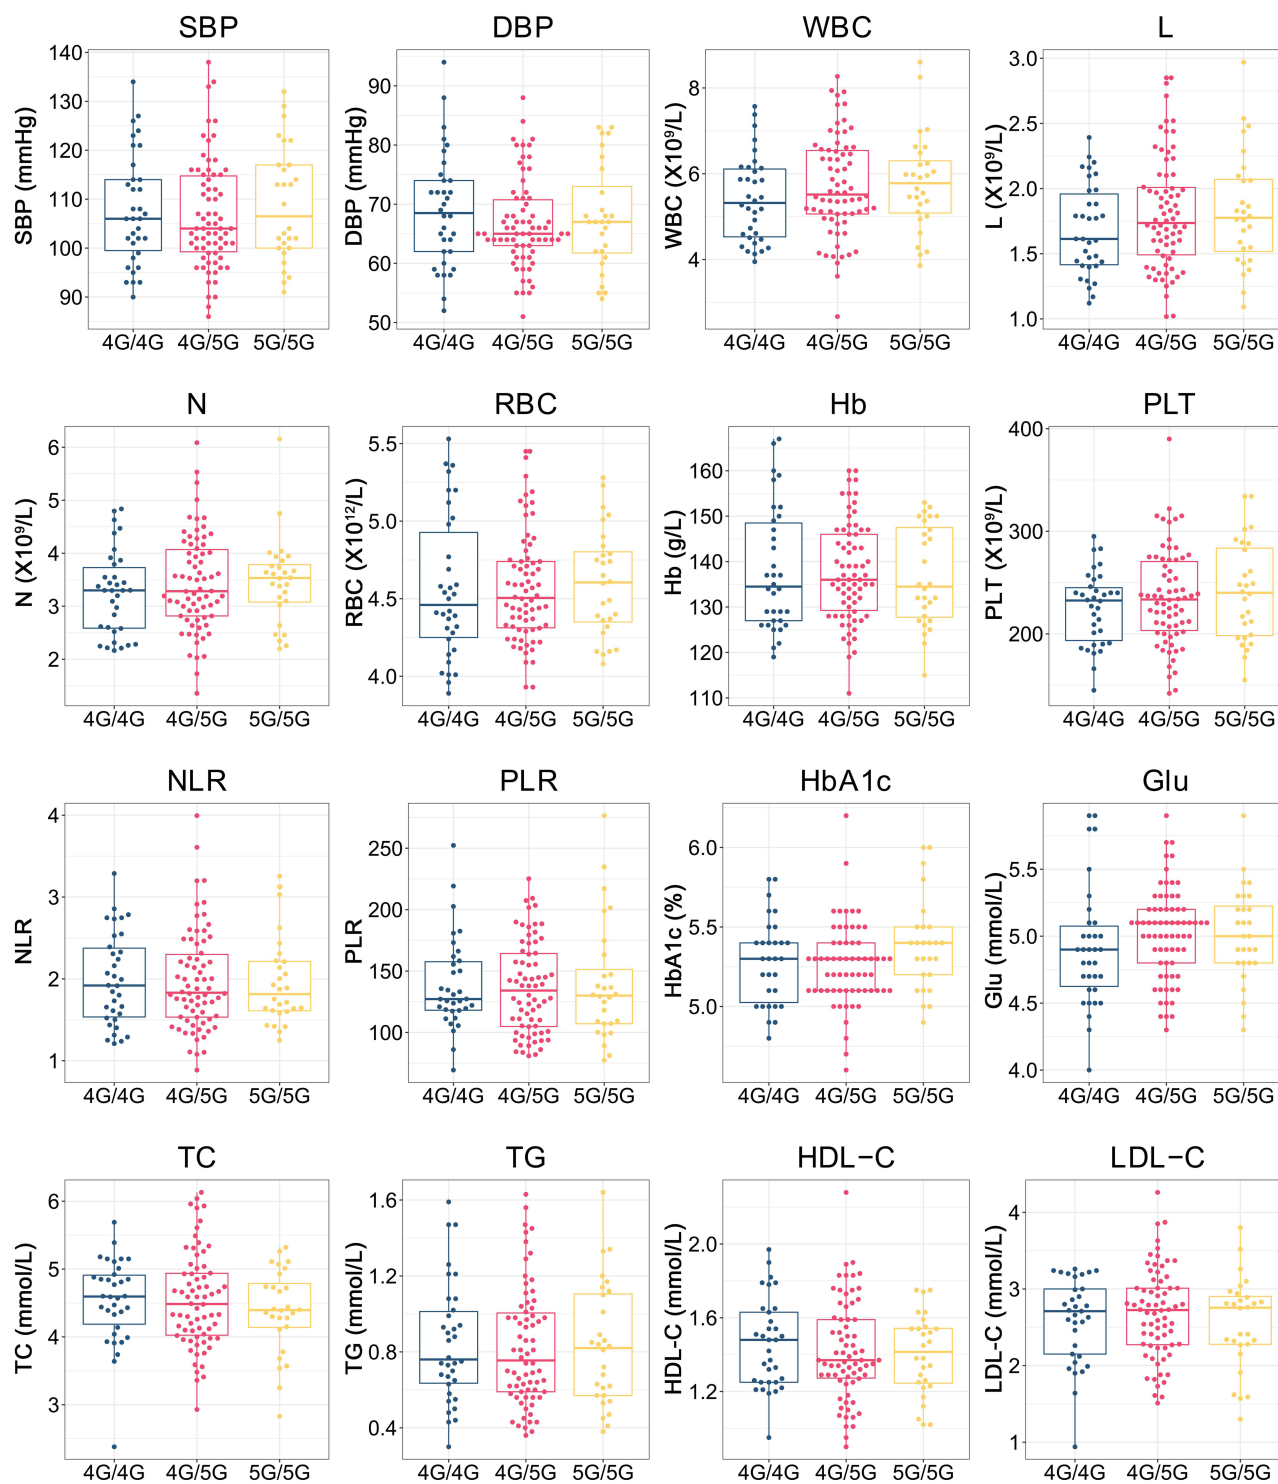 SBP DBP WBC L
SBP (mmHg) 140 130 120 110 100 90
DBP (mmHg) 90 80 70 60 50
WBC (X10⁹/L) 8 6 4
L (X10⁹/L) 3.0 2.5 2.0 1.5 1.0
4G/4G 4G/5G 5G/5G 4G/4G 4G/5G 5G/5G 4G/4G 4G/5G 5G/5G 4G/4G 4G/5G 5G/5G
N RBC Hb PLT
N (X10⁹/L) 6 5 4 3 2
RBC (X10¹²/L) 5.5 5.0 4.5 4.0
Hb (g/L) 160 150 140 130 120 110
PLT (X10⁹/L) 400 300 200
4G/4G 4G/5G 5G/5G 4G/4G 4G/5G 5G/5G 4G/4G 4G/5G 5G/5G 4G/4G 4G/5G 5G/5G
NLR PLR HbA1c Glu
NLR 4 3 2 1
PLR 250 200 150 100
HbA1c (%) 6.0 5.5 5.0
Glu (mmol/L) 5.5 5.0 4.5 4.0
4G/4G 4G/5G 5G/5G 4G/4G 4G/5G 5G/5G 4G/4G 4G/5G 5G/5G 4G/4G 4G/5G 5G/5G
TC TG HDL−C LDL−C
TC (mmol/L) 6 5 4 3
TG (mmol/L) 1.6 1.2 0.8 0.4
HDL-C (mmol/L) 2.0 1.6 1.2
LDL-C (mmol/L) 4 3 2 1
4G/4G 4G/5G 5G/5G 4G/4G 4G/5G 5G/5G 4G/4G 4G/5G 5G/5G 4G/4G 4G/5G 5G/5G